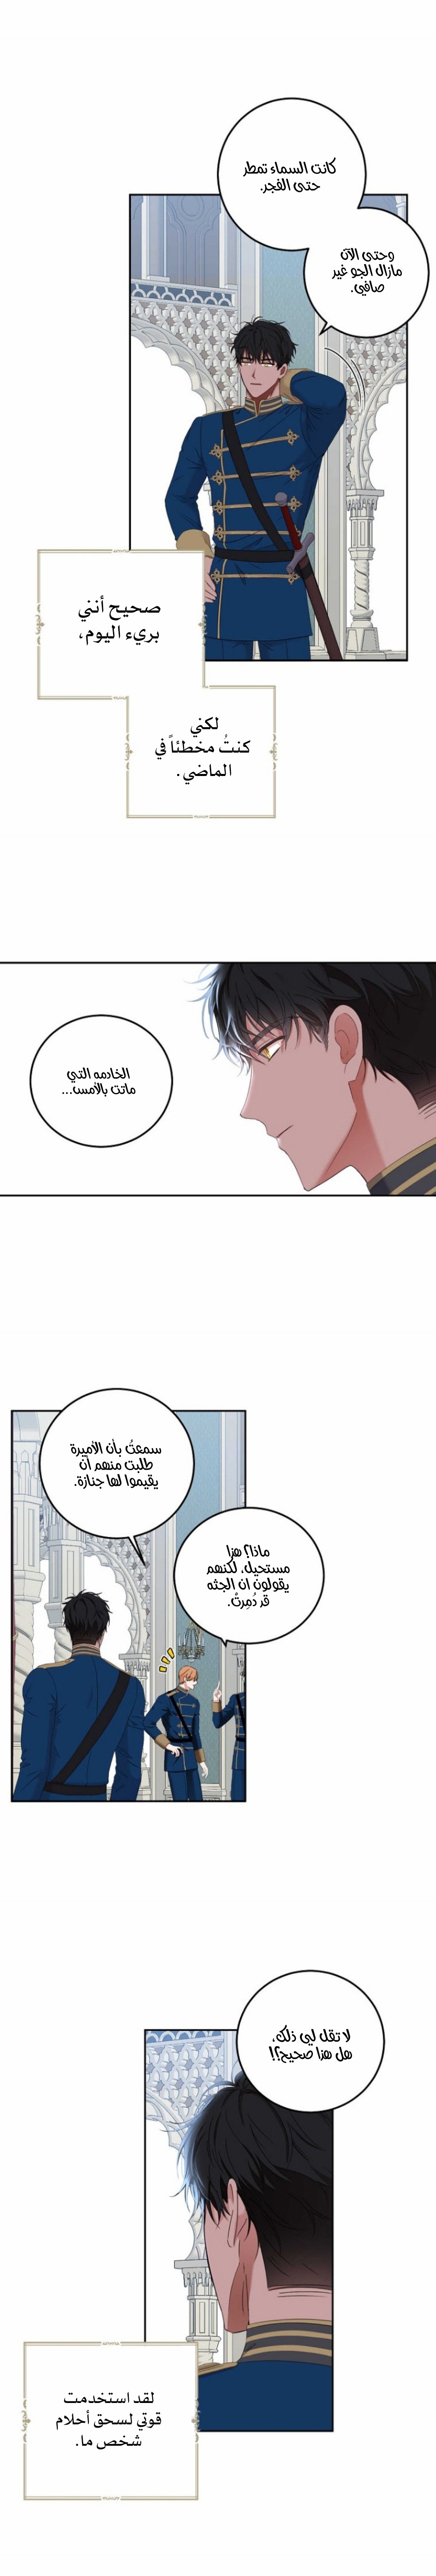 كانت السماء تمطر
حتى الفجر.
وحتى الآن
مازال الجو غير
صافي.
صحيح أنني
بريء اليوم،
لكني
كنتُ مخطئاً في
الماضي.
الخادمه التي
ماتت بالأمس...
سمعتُ بأن الأميرة
طلبت منهم أن
يقيموا لها جنازة.
ماذا؟ هذا
مستحيل، لكنهم
يقولون ان الجثه
قد دُمرتْ.
لا تقل لي ذلك،
هل هذا صحيح؟!
لقد استخدمت
قوتي لسحق أحلام
شخص ما.